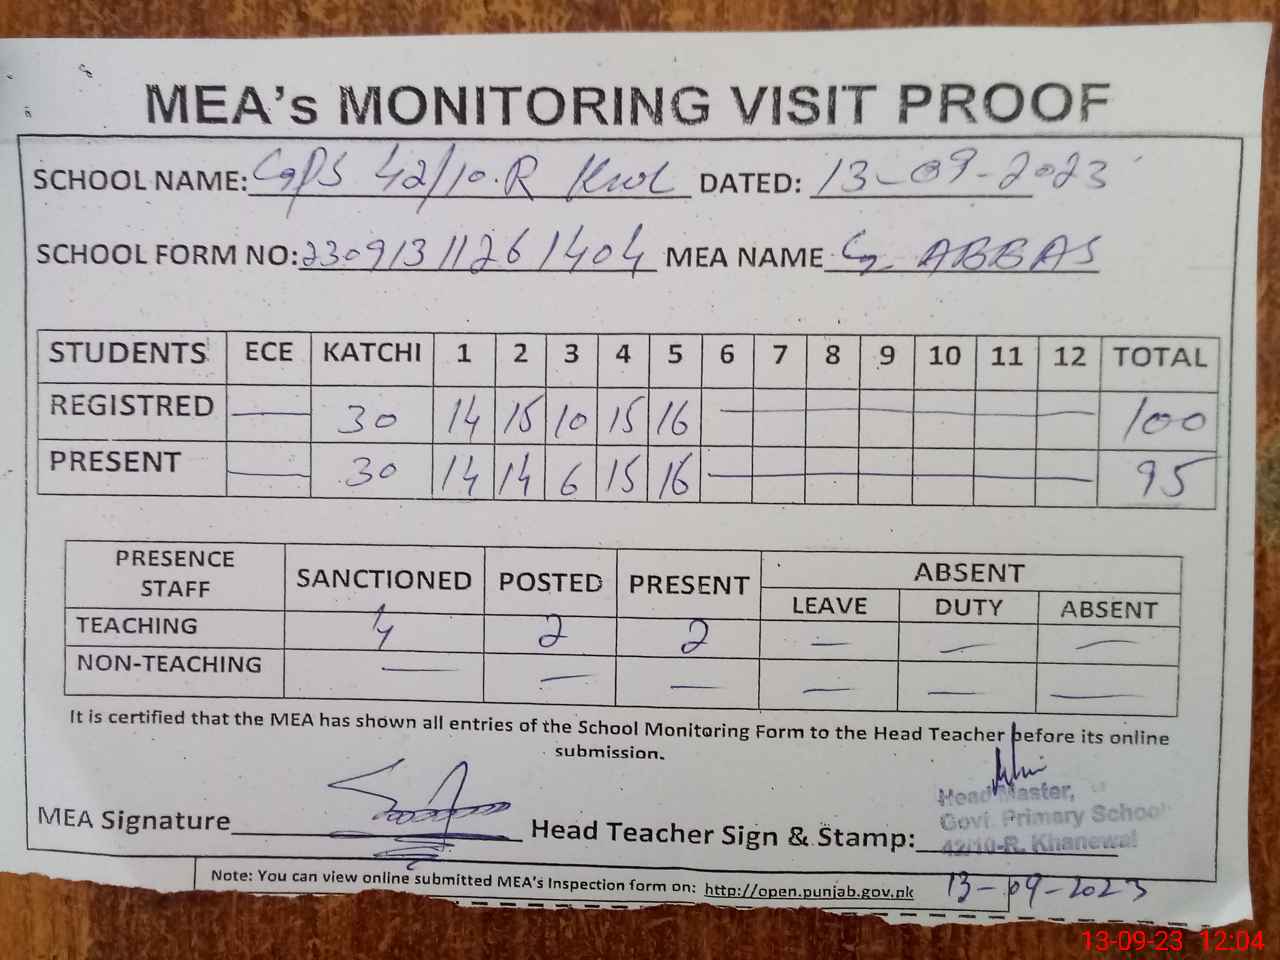 MEA's MONITORING VISIT PROOF
SCHOOL NAME: GPS 42/10.R Kwl DATED: 13-09-2023
SCHOOL FORM NO: 23091311261404 MEA NAME G ABBAS
STUDENTS ECE KATCHI 1 2 3 4 5 6 7 8 9 10 11 12 TOTAL
REGISTRED — 30 14 15 10 15 16 — 100
PRESENT — 30 14 14 6 15 16 — 95
PRESENCE STAFF SANCTIONED POSTED PRESENT ABSENT
LEAVE DUTY ABSENT
TEACHING 4 2 2 — — —
NON-TEACHING — — — — — —
It is certified that the MEA has shown all entries of the School Monitoring Form to the Head Teacher before its online
submission.
Head Master,
Govt. Primary School
42/10-R. Khanewal
MEA Signature Head Teacher Sign & Stamp:
Note: You can view online submitted MEA's Inspection form on: http://open.punjab.gov.pk 13-09-2023
13-09-23 12:04